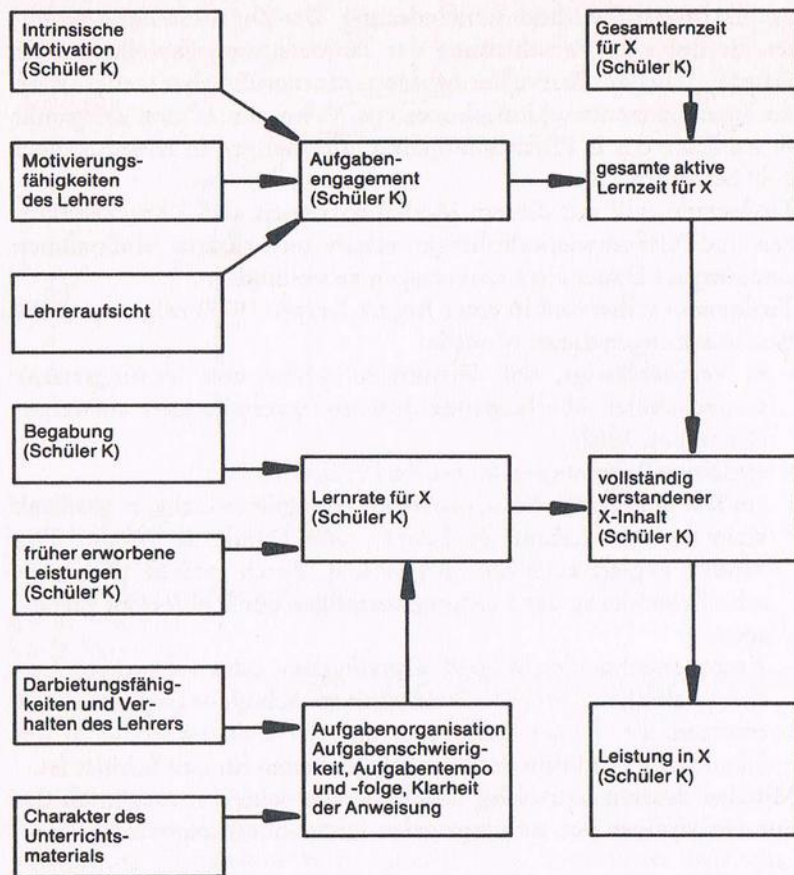 Intrinsische
Motivation
(Schüler K)
Gesamtlernzeit
für X
(Schüler K)
Motivierungs-
fähigkeiten
des Lehrers
Aufgaben-
engagement
(Schüler K)
gesamte aktive
Lernzeit für X
Lehreraufsicht
Begabung
(Schüler K)
Lernrate für X
(Schüler K)
vollständig
verstandener
X-Inhalt
(Schüler K)
früher erworbene
Leistungen
(Schüler K)
Darbietungsfähig-
keiten und Ver-
halten des Lehrers
Aufgabenorganisation
Aufgabenschwierig-
keit, Aufgabentempo
und -folge, Klarheit
der Anweisung
Leistung in X
(Schüler K)
Charakter des
Unterrichts-
materials